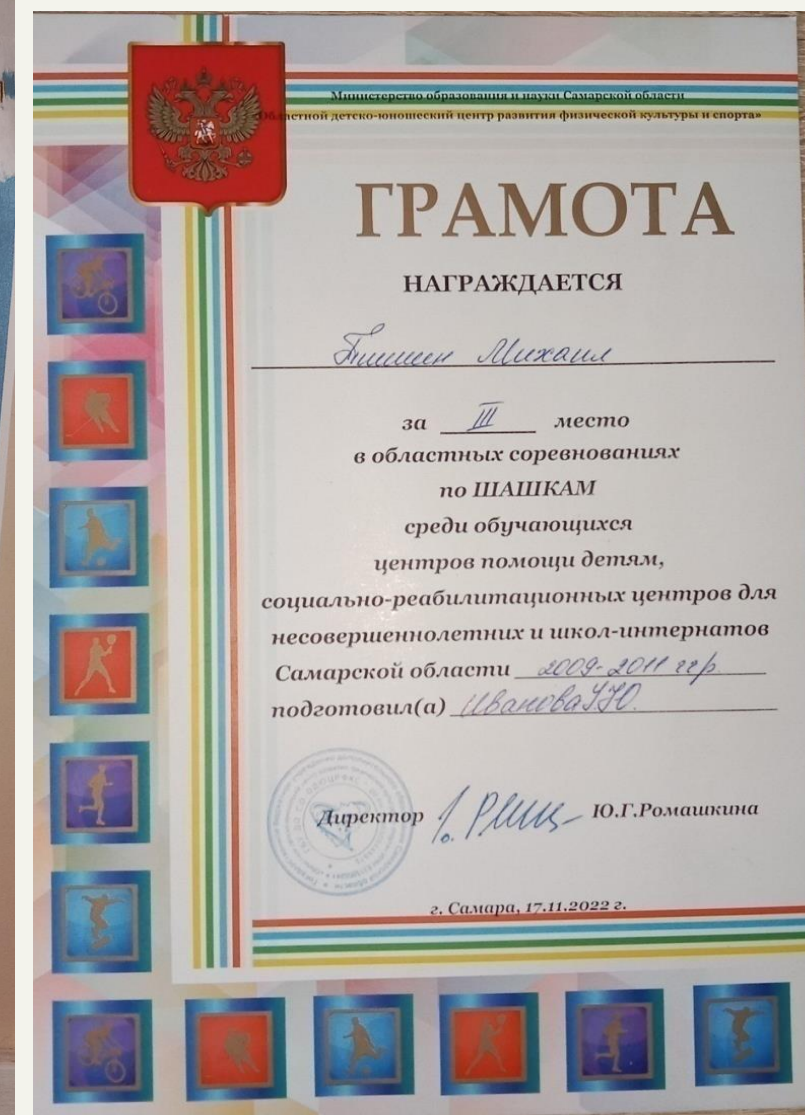 Министерство образования и науки Самарской области
«Областной детско-юношеский центр развития физической культуры и спорта»
ГРАМОТА
НАГРАЖДАЕТСЯ
Михаил
за III место
в областных соревнованиях
по ШАШКАМ
среди обучающихся
центров помощи детям,
социально-реабилитационных центров для
несовершеннолетних и школ-интернатов
Самарской области 2009-2011 г.р.
подготовил(а) Иванова
Директор Ю.Г.Ромашкина
г. Самара, 17.11.2022 г.